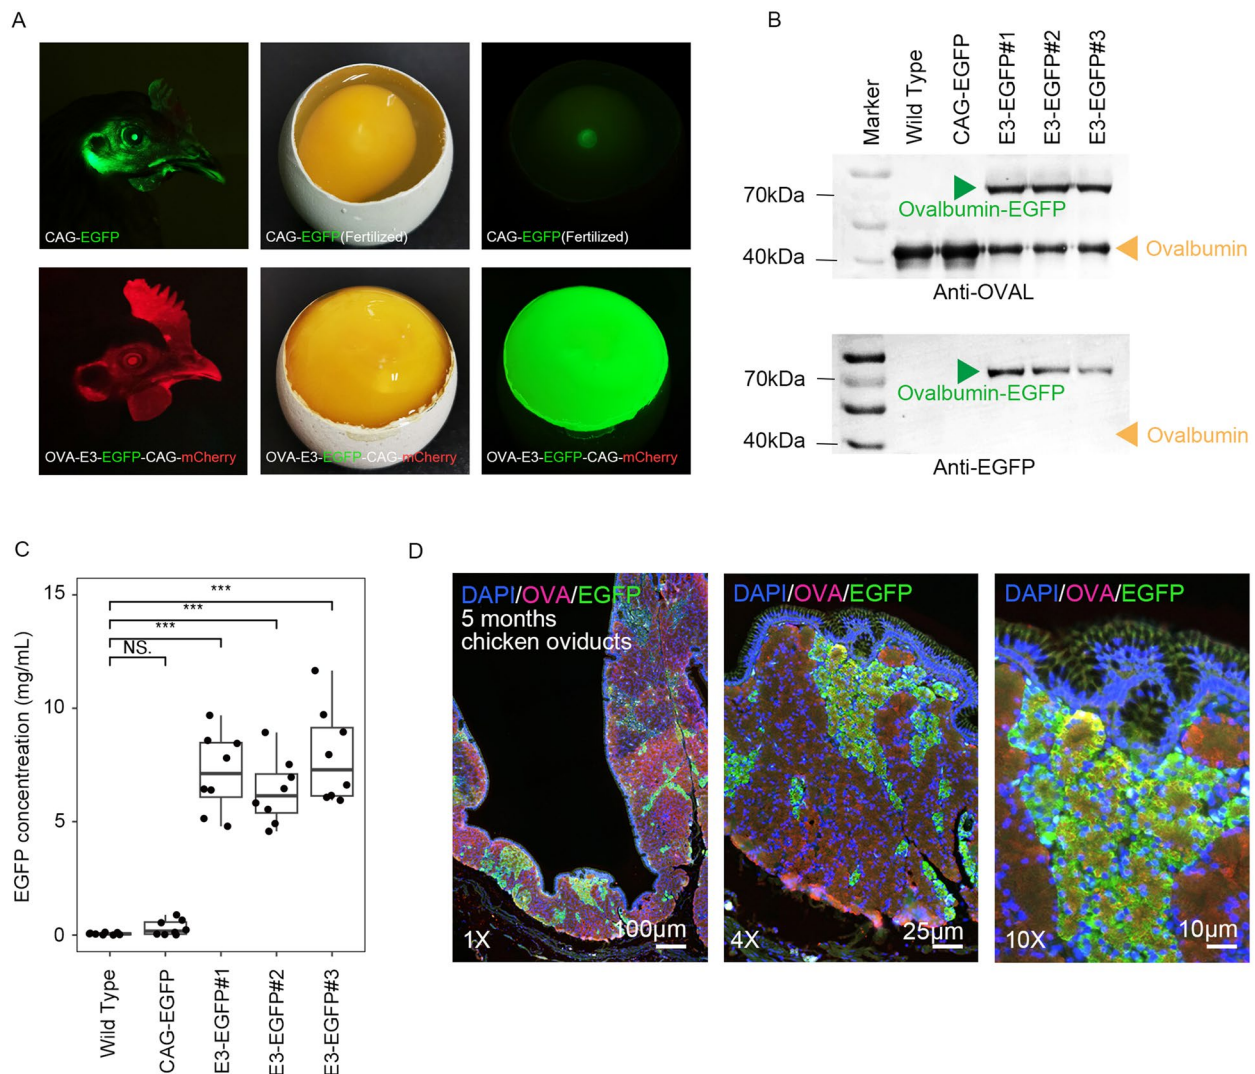 A
CAG-EGFP
CAG-EGFP(Fertilized)
CAG-EGFP(Fertilized)
OVA-E3-EGFP-CAG-mCherry
OVA-E3-EGFP-CAG-mCherry
OVA-E3-EGFP-CAG-mCherry
B
Marker
Wild Type
CAG-EGFP
E3-EGFP#1
E3-EGFP#2
E3-EGFP#3
70kDa
Ovalbumin-EGFP
40kDa
Ovalbumin
Anti-OVAL
70kDa
Ovalbumin-EGFP
40kDa
Ovalbumin
Anti-EGFP
C
EGFP concentreation (mg/mL)
15
10
5
0
***
***
***
NS.
Wild Type
CAG-EGFP
E3-EGFP#1
E3-EGFP#2
E3-EGFP#3
D
DAPI/OVA/EGFP
5 months
chicken oviducts
1X
100μm
DAPI/OVA/EGFP
4X
25μm
DAPI/OVA/EGFP
10X
10μm